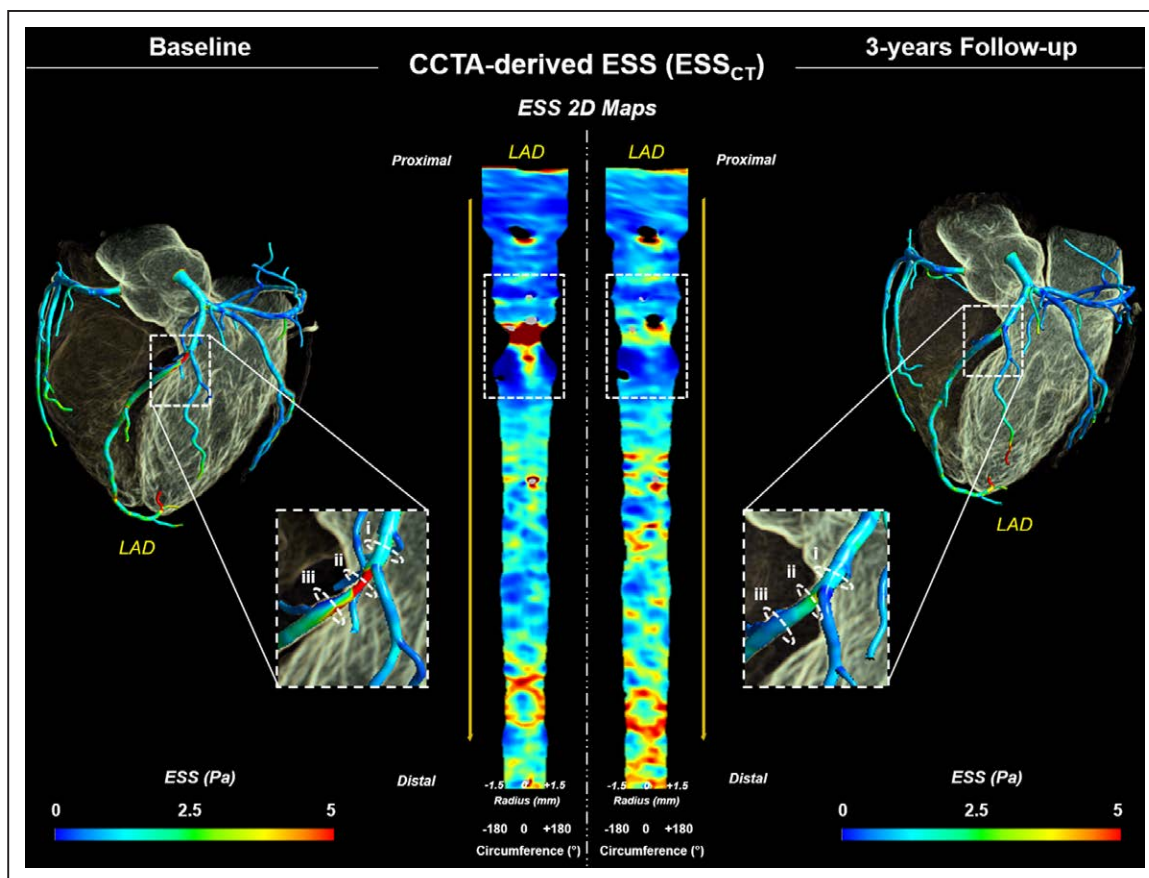 Baseline
CCTA-derived ESS (ESSCT)
3-years Follow-up
ESS 2D Maps
Proximal
LAD
LAD
Proximal
LAD
LAD
i
ii
iii
i
ii
iii
Distal
-1.5 0 +1.5
Radius (mm)
-180 0 +180
Circumference (°)
-1.5 0 +1.5
Radius (mm)
-180 0 +180
Circumference (°)
Distal
ESS (Pa)
0 2.5 5
ESS (Pa)
0 2.5 5